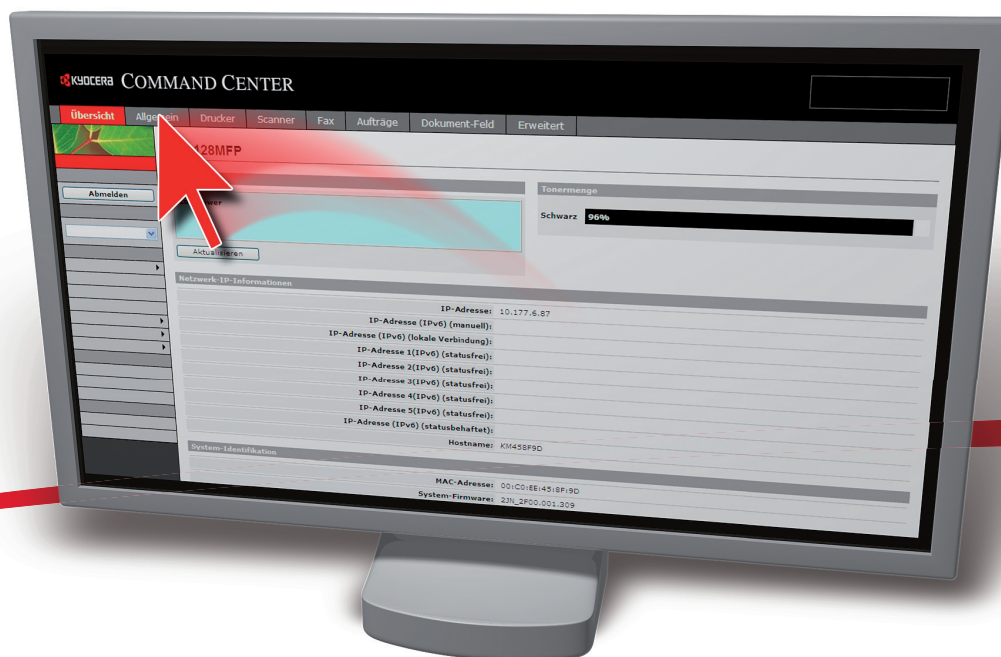 KYOCERA COMMAND CENTER
Übersicht Allgemein Drucker Scanner Fax Aufträge Dokument-Feld Erweitert
128MFP
Abmelden
Aktualisieren
Tonermenge
Schwarz 96%
Netzwerk-IP-Informationen
IP-Adresse: 10.177.6.87
IP-Adresse (IPv6) (manuell):
IP-Adresse (IPv6) (lokale Verbindung):
IP-Adresse 1(IPv6) (statusfrei):
IP-Adresse 2(IPv6) (statusfrei):
IP-Adresse 3(IPv6) (statusfrei):
IP-Adresse 4(IPv6) (statusfrei):
IP-Adresse 5(IPv6) (statusfrei):
IP-Adresse (IPv6) (statusbehaftet):
Hostname: KM458F9D
System-Identifikation
MAC-Adresse: 00:C0:EE:45:8F:9D
System-Firmware: 2JN_2F00.001.309